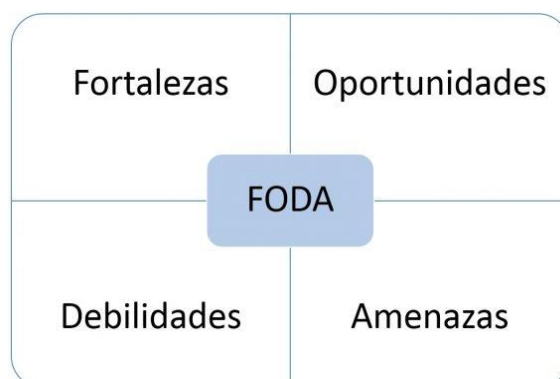 Fortalezas
Oportunidades
FODA
Debilidades
Amenazas